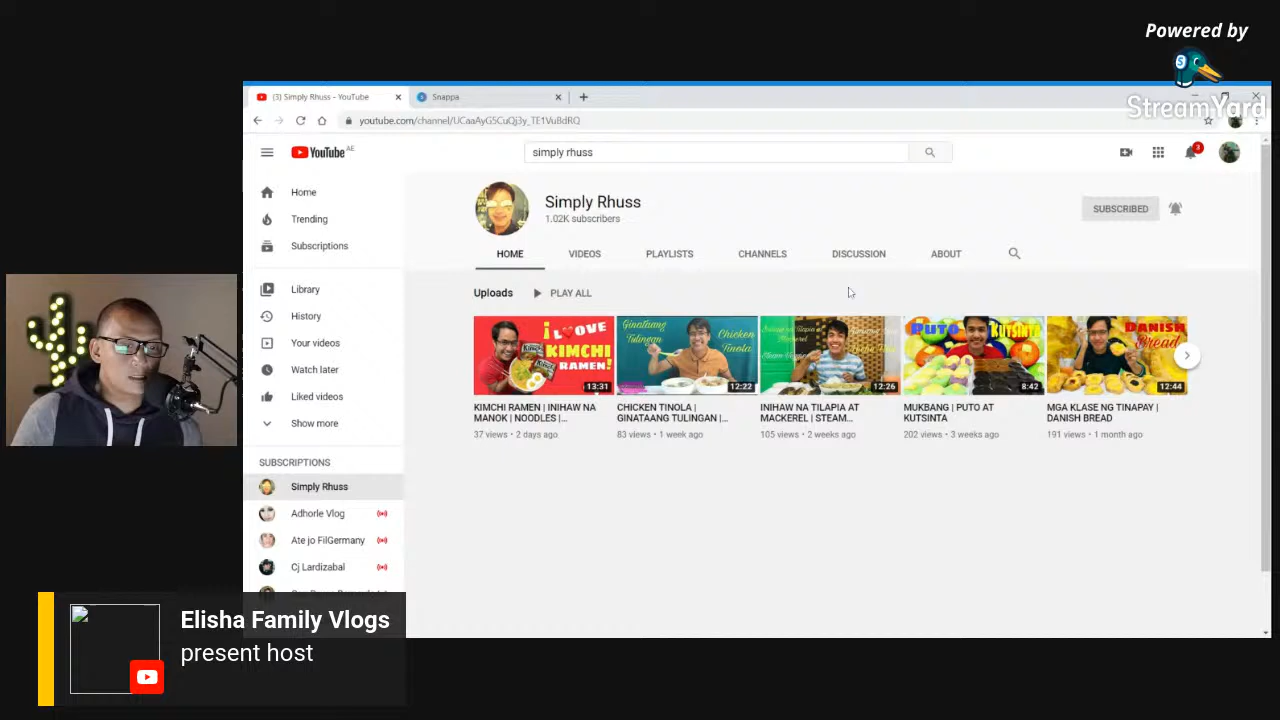 Powered by
StreamYard
(3) Simply Rhuss - YouTube
Snappa
youtube.com/channel/UCaaAyG5CuQj3y_TE1VuBdRQ
YouTube AE
simply rhuss
3
Home
Trending
Subscriptions
Library
History
Your videos
Watch later
Liked videos
Show more
SUBSCRIPTIONS
Simply Rhuss
Adhorle Vlog
Ate jo FilGermany
Cj Lardizabal
Simply Rhuss
1.02K subscribers
SUBSCRIBED
HOME VIDEOS PLAYLISTS CHANNELS DISCUSSION ABOUT
Uploads PLAY ALL
i LOVE
KIMCHI
RAMEN!
13:31
KIMCHI RAMEN | INIHAW NA
MANOK | NOODLES |...
37 views • 2 days ago
Ginataang
Tulingan
Chicken
Tinola
12:22
CHICKEN TINOLA |
GINATAANG TULINGAN |...
83 views • 1 week ago
12:26
INIHAW NA TILAPIA AT
MACKEREL | STEAM...
105 views • 2 weeks ago
PUTO
KUTSINTA
8:42
MUKBANG | PUTO AT
KUTSINTA
202 views • 3 weeks ago
DANISH
Bread
12:44
MGA KLASE NG TINAPAY |
DANISH BREAD
191 views • 1 month ago
Elisha Family Vlogs
present host